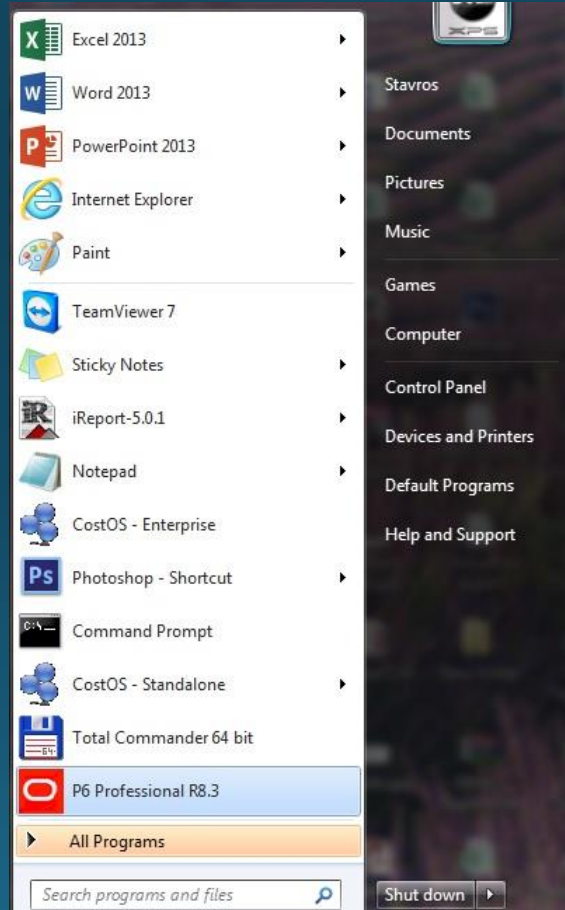 Excel 2013
Word 2013
PowerPoint 2013
Internet Explorer
Paint
TeamViewer 7
Sticky Notes
iReport-5.0.1
Notepad
CostOS - Enterprise
Photoshop - Shortcut
Command Prompt
CostOS - Standalone
Total Commander 64 bit
P6 Professional R8.3
All Programs
Search programs and files
XPS
Stavros
Documents
Pictures
Music
Games
Computer
Control Panel
Devices and Printers
Default Programs
Help and Support
Shut down